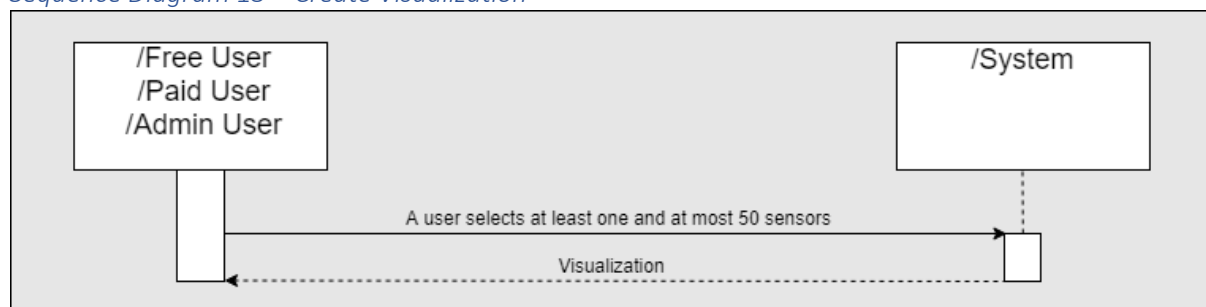 Sequence Diagram 15 – Create Visualization
/Free User
/Paid User
/Admin User
/System
A user selects at least one and at most 50 sensors
Visualization